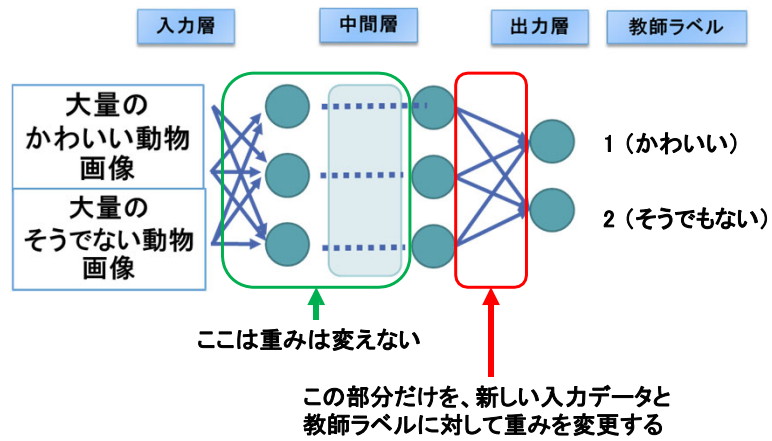 入力層
中間層
出力層
教師ラベル
大量の
かわいい動物
画像
大量の
そうでない動物
画像
1（かわいい）
2（そうでもない）
ここは重みは変えない
この部分だけを、新しい入力データと
教師ラベルに対して重みを変更する